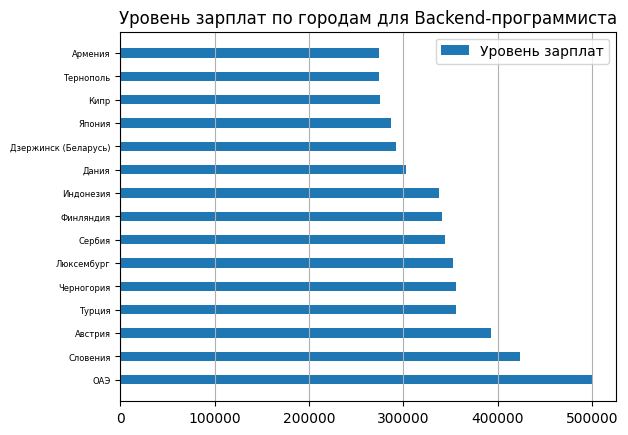 Уровень зарплат по городам для Backend-программиста
Уровень зарплат
Армения
Тернополь
Кипр
Япония
Дзержинск (Беларусь)
Дания
Индонезия
Финляндия
Сербия
Люксембург
Черногория
Турция
Австрия
Словения
ОАЭ
0 100000 200000 300000 400000 500000